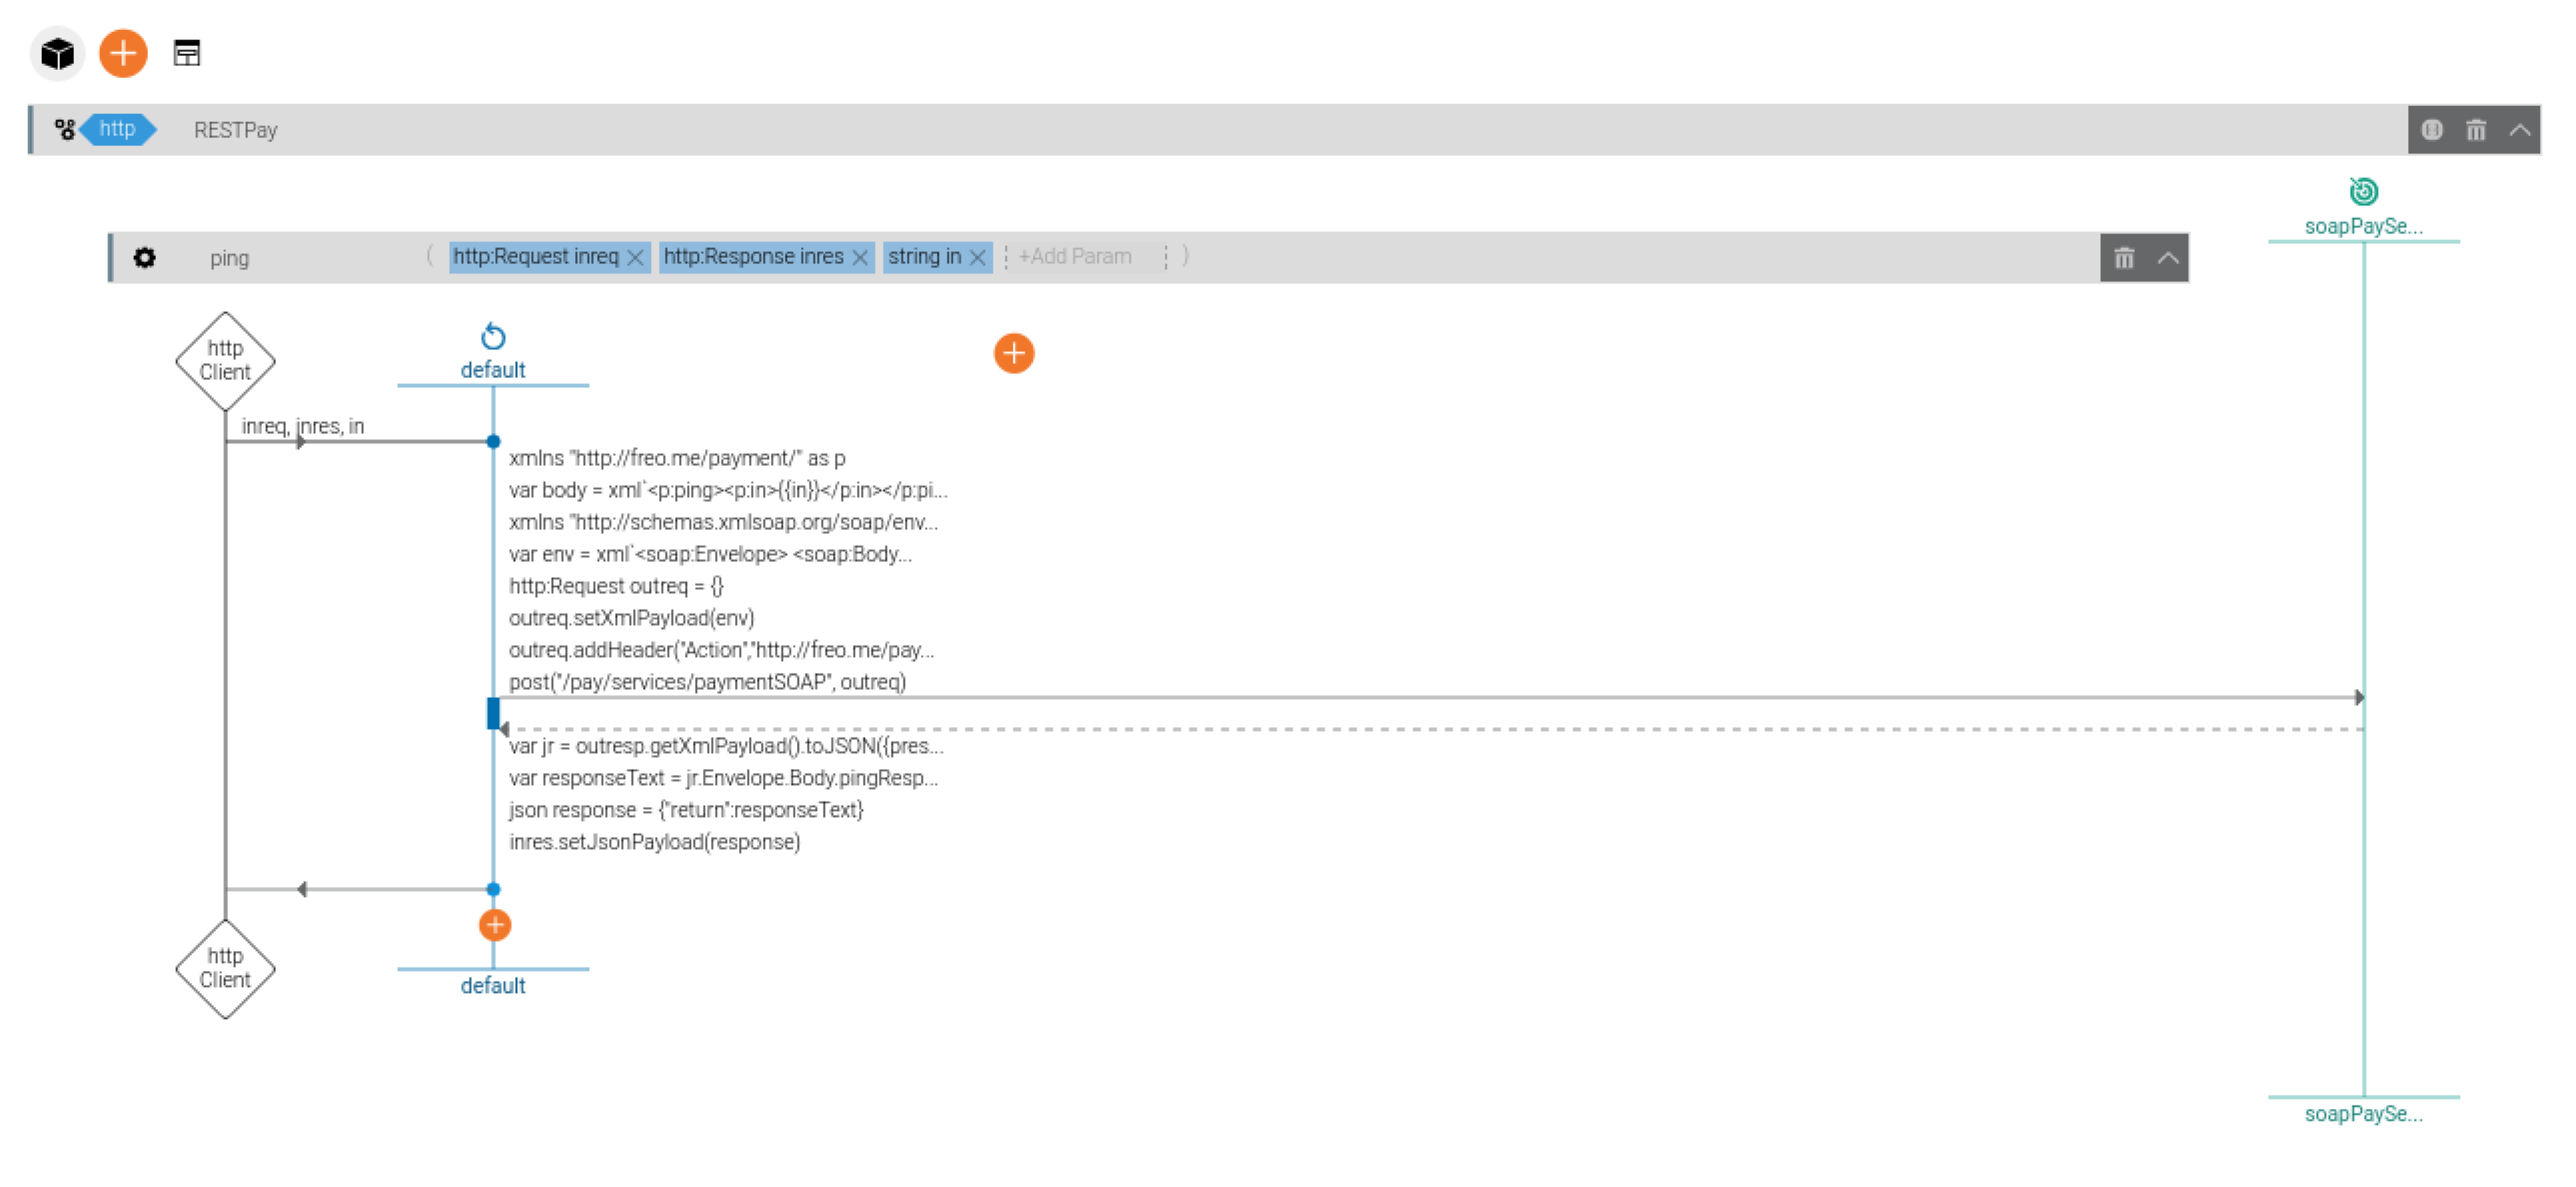 http RESTPay
soapPaySe...
ping ( http:Request inreq http:Response inres string in +Add Param )
http
Client
default
inreq, inres, in
xmlns "http://freo.me/payment/" as p
var body = xml`<p:ping><p:in>{{in}}</p:in></p:pi...
xmlns "http://schemas.xmlsoap.org/soap/env...
var env = xml`<soap:Envelope> <soap:Body...
http:Request outreq = {}
outreq.setXmlPayload(env)
outreq.addHeader("Action","http://freo.me/pay...
post("/pay/services/paymentSOAP", outreq)
var jr = outresp.getXmlPayload().toJSON({pres...
var responseText = jr.Envelope.Body.pingResp...
json response = {"return":responseText}
inres.setJsonPayload(response)
http
Client
default
soapPaySe...